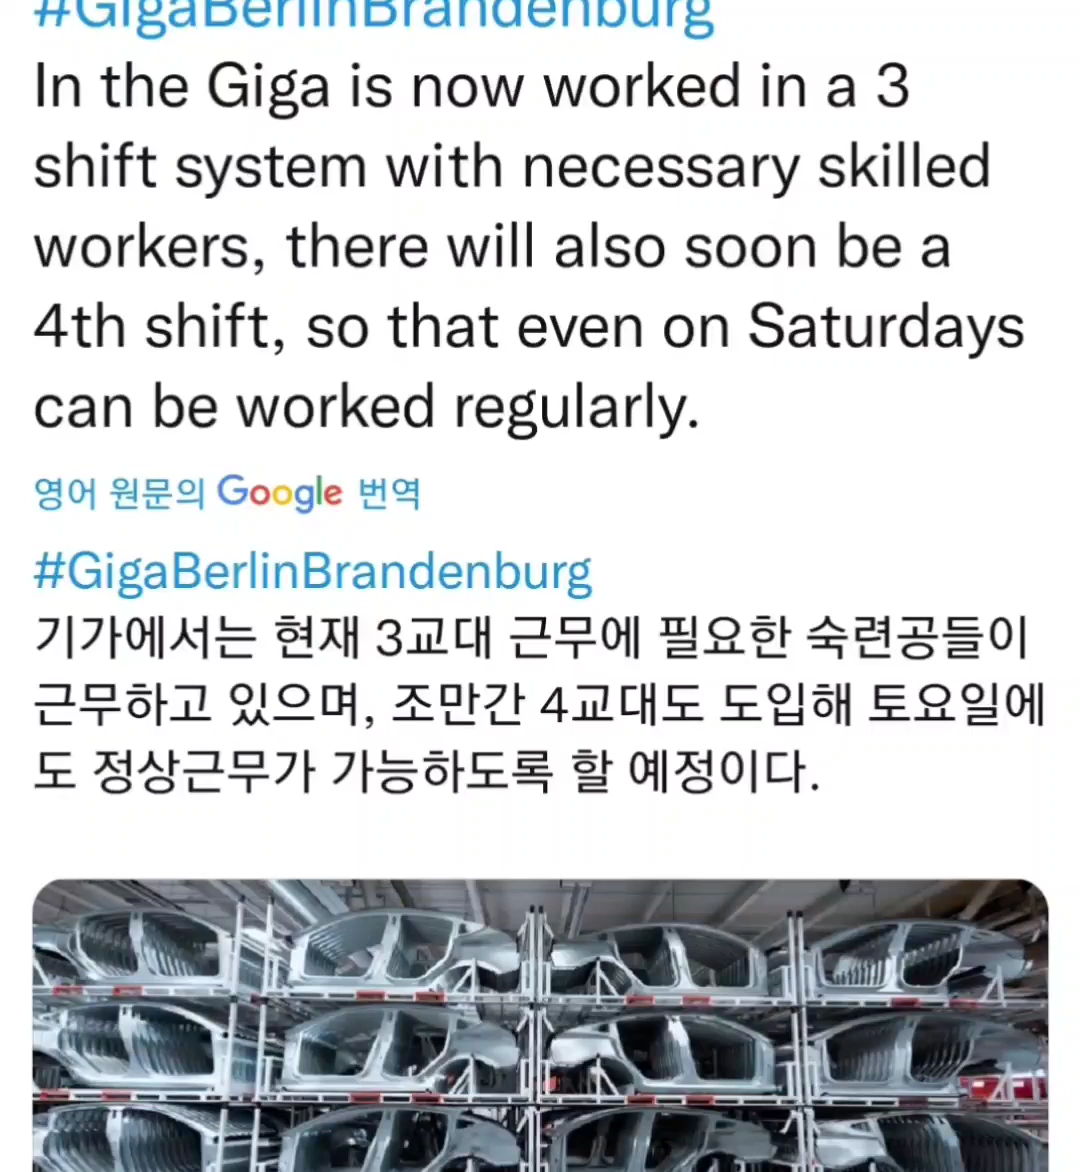 #GigaBerlinBrandenburg
In the Giga is now worked in a 3
shift system with necessary skilled
workers, there will also soon be a
4th shift, so that even on Saturdays
can be worked regularly.
영어 원문의 Google 번역
#GigaBerlinBrandenburg
기가에서는 현재 3교대 근무에 필요한 숙련공들이
근무하고 있으며, 조만간 4교대도 도입해 토요일에
도 정상근무가 가능하도록 할 예정이다.